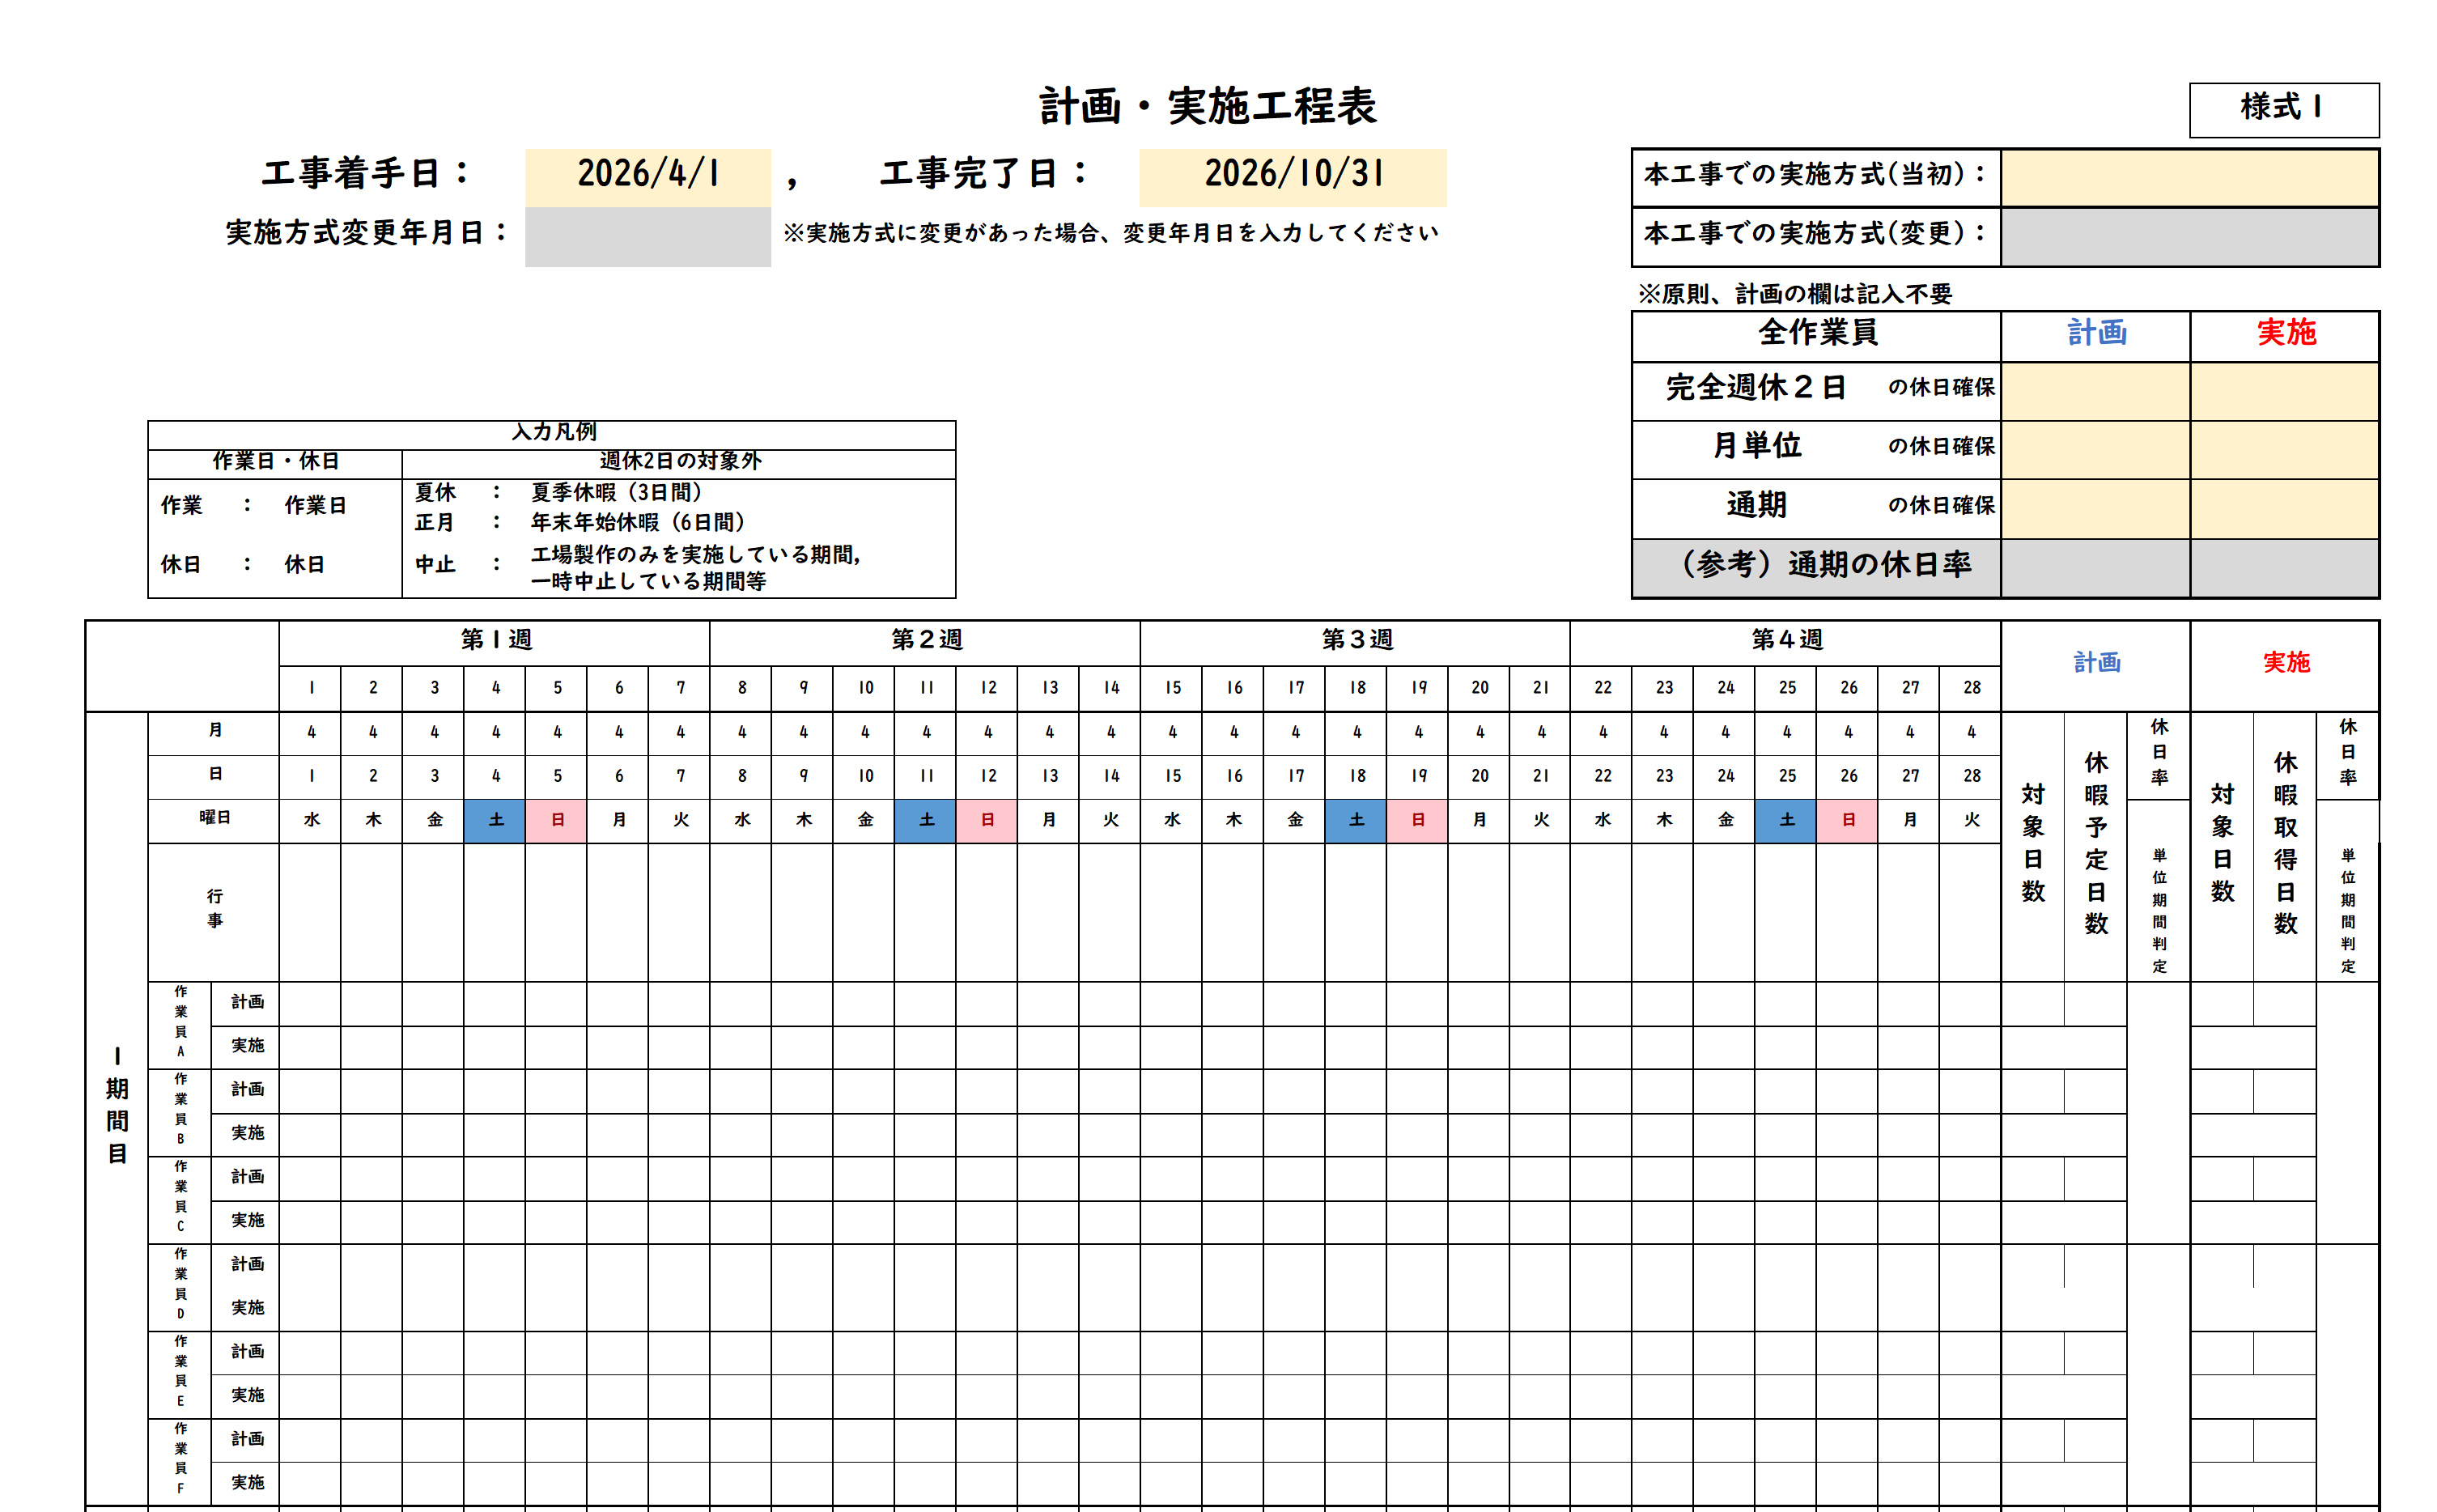 計画・実施工程表
様式1
工事着手日： 2026/4/1 ， 工事完了日： 2026/10/31
本工事での実施方式(当初)：
実施方式変更年月日： ※実施方式に変更があった場合、変更年月日を入力してください
本工事での実施方式(変更)：
※原則、計画の欄は記入不要
全作業員 計画 実施
完全週休２日 の休日確保
月単位 の休日確保
通期 の休日確保
（参考）通期の休日率
入力凡例
作業日・休日 週休2日の対象外
作業 ： 作業日
休日 ： 休日
夏休 ： 夏季休暇（3日間）
正月 ： 年末年始休暇（6日間）
中止 ： 工場製作のみを実施している期間，
一時中止している期間等
第1週 第2週 第3週 第4週 計画 実施
1 2 3 4 5 6 7 8 9 10 11 12 13 14 15 16 17 18 19 20 21 22 23 24 25 26 27 28
1期間目
月 4 4 4 4 4 4 4 4 4 4 4 4 4 4 4 4 4 4 4 4 4 4 4 4 4 4 4 4
日 1 2 3 4 5 6 7 8 9 10 11 12 13 14 15 16 17 18 19 20 21 22 23 24 25 26 27 28
曜日 水 木 金 土 日 月 火 水 木 金 土 日 月 火 水 木 金 土 日 月 火 水 木 金 土 日 月 火
行事
対象日数 休暇予定日数 休日率 単位期間判定
対象日数 休暇取得日数 休日率 単位期間判定
作業員A 計画
実施
作業員B 計画
実施
作業員C 計画
実施
作業員D 計画
実施
作業員E 計画
実施
作業員F 計画
実施